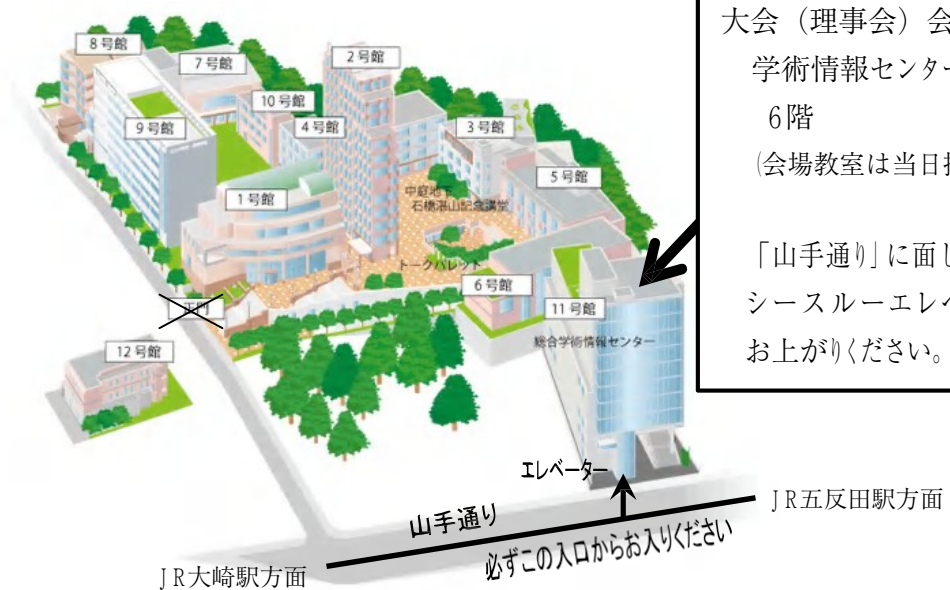 8号館
7号館
2号館
10号館
4号館
9号館
3号館
5号館
1号館
中庭地下
石橋湛山記念講堂
トークパレット
6号館
正門
11号館
総合学術情報センター
12号館
大会（理事会）会
学術情報センター
6階
(会場教室は当日
「山手通り」に面し
シースルーエレベ
お上がりください。
エレベーター
山手通り
JR五反田駅方面
必ずこの入口からお入りください
JR大崎駅方面